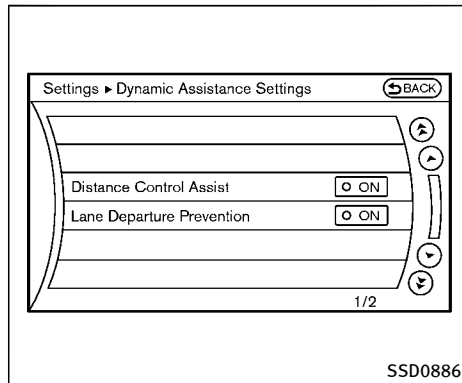 Settings ▸ Dynamic Assistance Settings BACK
Distance Control Assist ON
Lane Departure Prevention ON
1/2
SSD0886